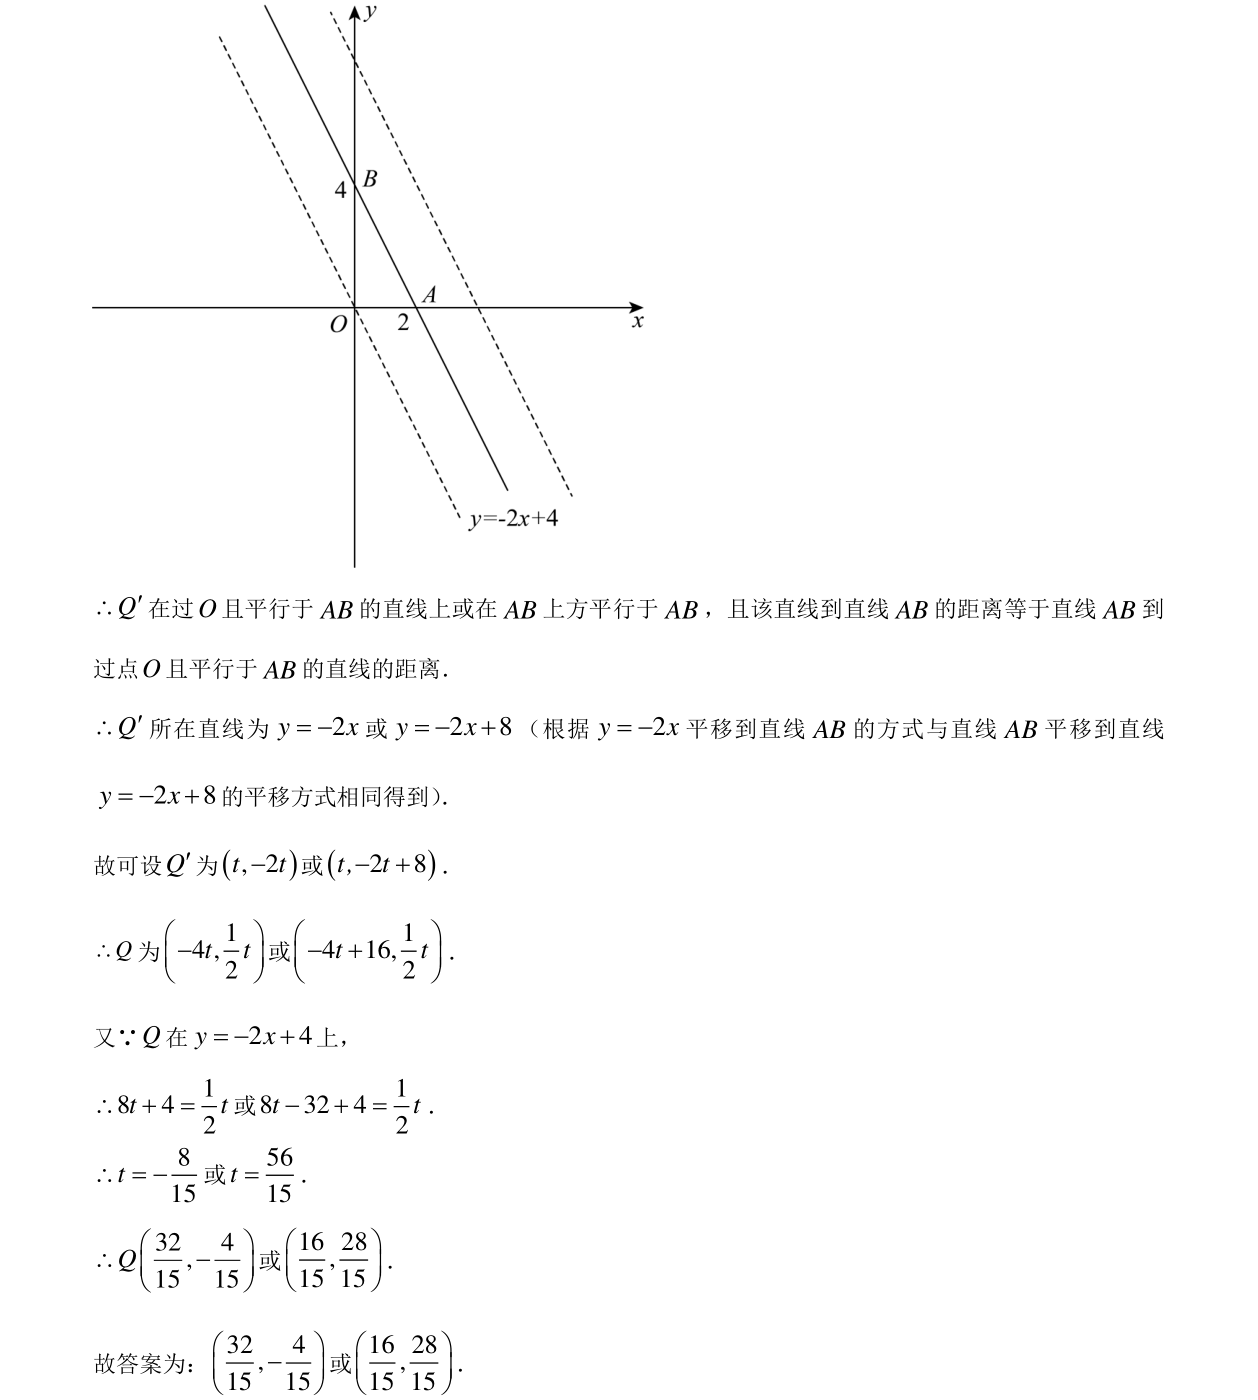 y
B
4
A
O
2
x
y=-2x+4
∴Q′在过O且平行于AB的直线上或在AB上方平行于AB，且该直线到直线AB的距离等于直线AB到
过点O且平行于AB的直线的距离．
∴Q′所在直线为y=−2x或y=−2x+8（根据y=−2x平移到直线AB的方式与直线AB平移到直线
y=−2x+8的平移方式相同得到）．
故可设Q′为(t,−2t)或(t,−2t+8)．
∴Q为(−4t,1/2 t)或(−4t+16,1/2 t)．
又∵Q在y=−2x+4上，
∴8t+4=1/2 t或8t−32+4=1/2 t．
∴t=−8/15或t=56/15．
∴Q(32/15,−4/15)或(16/15,28/15)．
故答案为：(32/15,−4/15)或(16/15,28/15)．